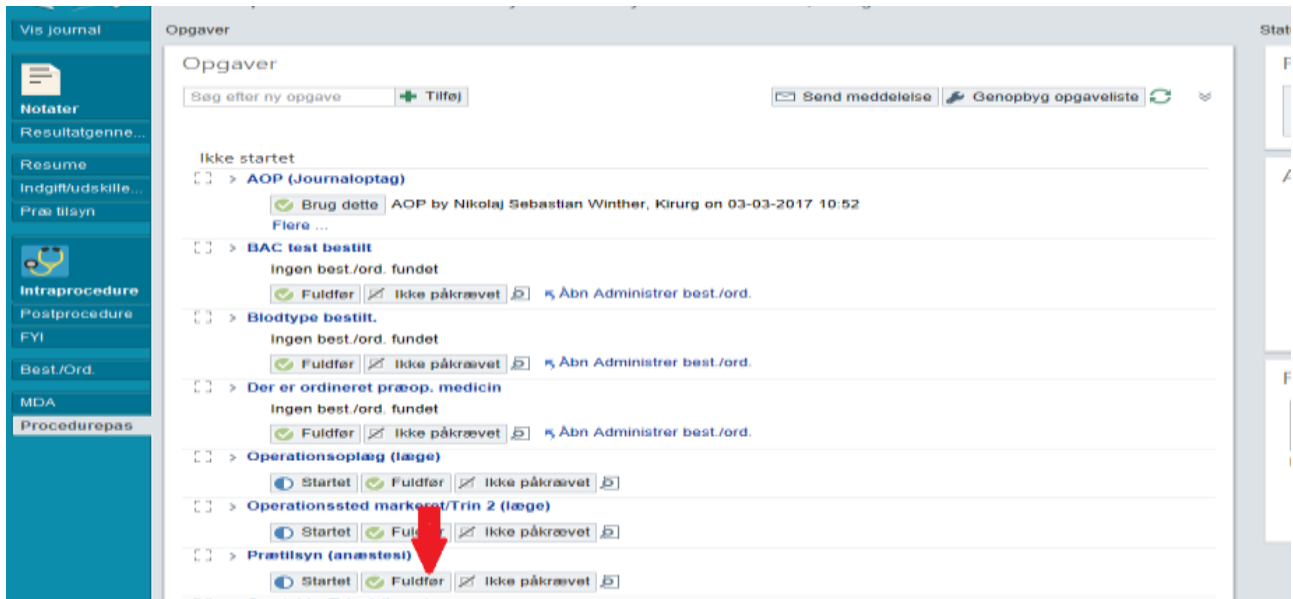 Vis journal
Notater
Resultatgenne...
Resume
Indgift/udskille...
Præ tilsyn
Intraprocedure
Postprocedure
FYI
Best./Ord.
MDA
Procedurepas
Opgaver
Opgaver
Søg efter ny opgave Tilføj Send meddelelse Genopbyg opgaveliste
Ikke startet
> AOP (Journaloptag)
Brug dette AOP by Nikolaj Sebastian Winther, Kirurg on 03-03-2017 10:52
Flere ...
> BAC test bestilt
Ingen best./ord. fundet
Fuldfør Ikke påkrævet Åbn Administrer best./ord.
> Blodtype bestilt.
Ingen best./ord. fundet
Fuldfør Ikke påkrævet Åbn Administrer best./ord.
> Der er ordineret præop. medicin
Ingen best./ord. fundet
Fuldfør Ikke påkrævet Åbn Administrer best./ord.
> Operationsoplæg (læge)
Startet Fuldfør Ikke påkrævet
> Operationssted markeret/Trin 2 (læge)
Startet Fuldfør Ikke påkrævet
> Prætilsyn (anæstesi)
Startet Fuldfør Ikke påkrævet
Stat